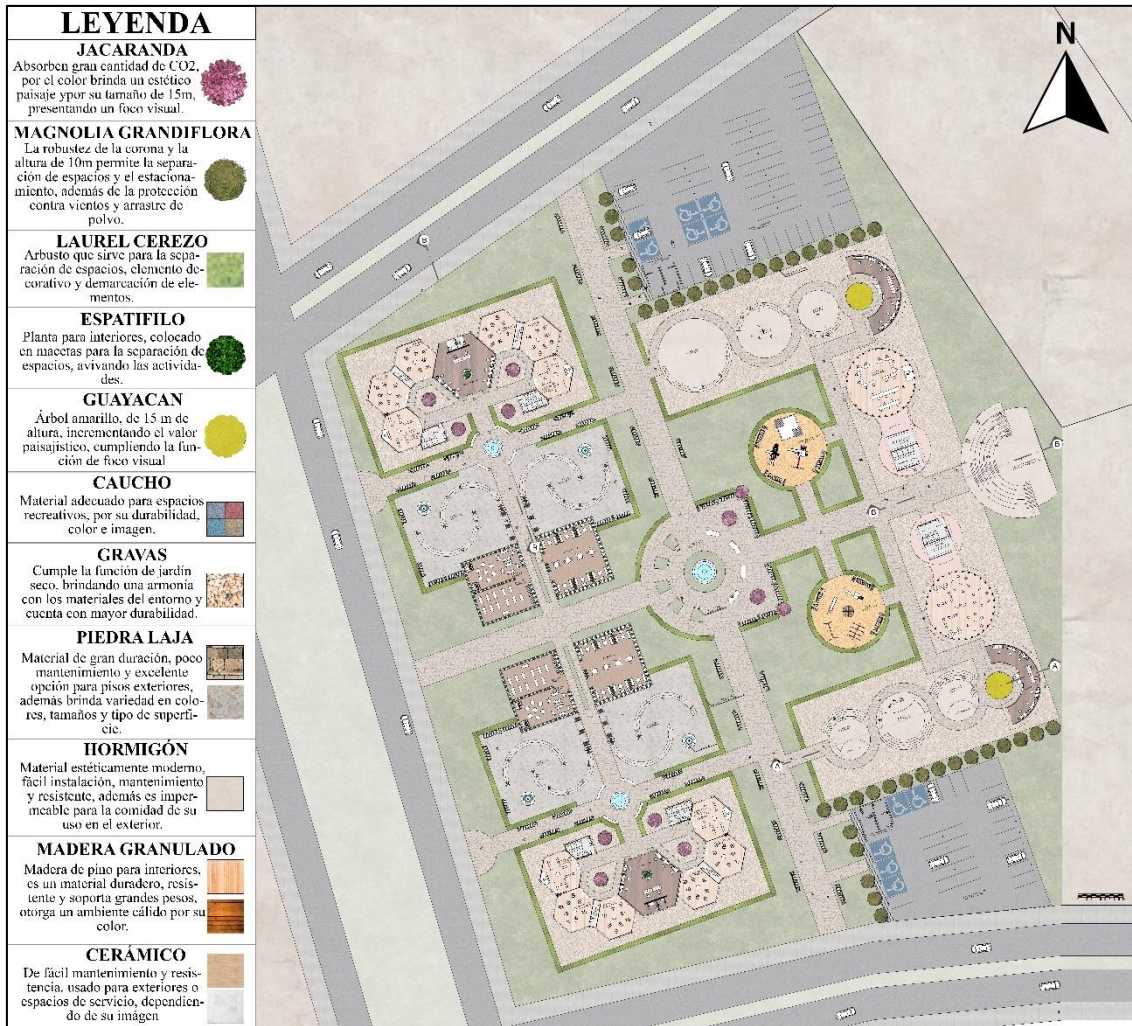 LEYENDA
JACARANDA
Absorben gran cantidad de CO2,
por el color brinda un estético
paisaje ypor su tamaño de 15m,
presentando un foco visual.
MAGNOLIA GRANDIFLORA
La robustez de la corona y la
altura de 10m permite la separa-
ción de espacios y el estaciona-
miento, además de la protección
contra vientos y arrastre de
polvo.
LAUREL CEREZO
Arbusto que sirve para la sepa-
ración de espacios, elemento de-
corativo y demarcación de ele-
mentos.
ESPATIFILO
Planta para interiores, colocado
en macetas para la separación de
espacios, avivando las activida-
des.
GUAYACAN
Árbol amarillo, de 15 m de
altura, incrementando el valor
paisajístico, cumpliendo la fun-
ción de foco visual
CAUCHO
Material adecuado para espacios
recreativos, por su durabilidad,
color e imagen.
GRAVAS
Cumple la función de jardín
seco, brindando una armonía
con los materiales del entorno y
cuenta con mayor durabilidad.
PIEDRA LAJA
Material de gran duración, poco
mantenimiento y excelente
opción para pisos exteriores,
además brinda variedad en colo-
res, tamaños y tipo de superfi-
cie.
HORMIGÓN
Material estéticamente moderno,
fácil instalación, mantenimiento
y resistente, además es imper-
meable para la comidad de su
uso en el exterior.
MADERA GRANULADO
Madera de pino para interiores,
es un material duradero, resis-
tente y soporta grandes pesos,
otorga un ambiente cálido por su
color.
CERÁMICO
De fácil mantenimiento y resis-
tencia, usado para exteriores o
espacios de servicio, dependien-
do de su imágen
N
B
B
B
B
A
A